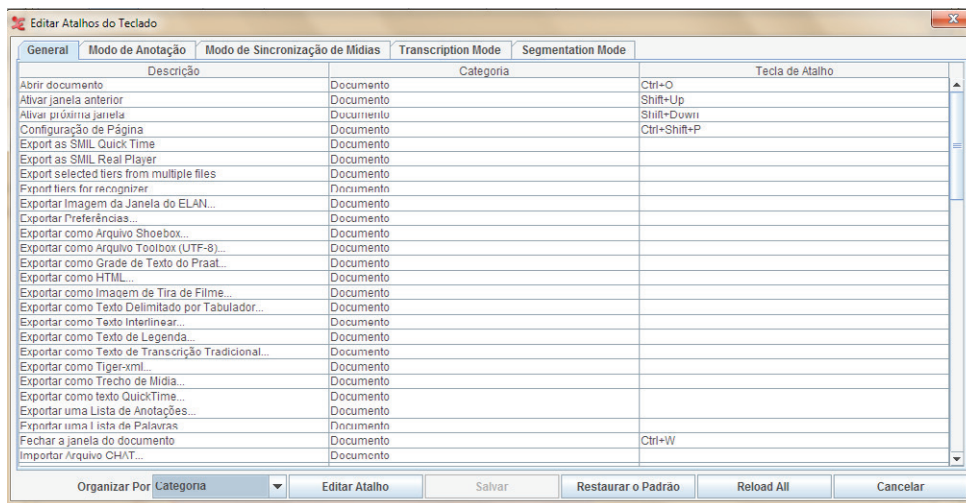 Editar Atalhos do Teclado
General Modo de Anotação Modo de Sincronização de Mídias Transcription Mode Segmentation Mode
Descrição Categoria Tecla de Atalho
Abrir documento Documento Ctrl+O
Ativar janela anterior Documento Shift+Up
Ativar próxima janela Documento Shift+Down
Configuração de Página Documento Ctrl+Shift+P
Export as SMIL Quick Time Documento
Export as SMIL Real Player Documento
Export selected tiers from multiple files Documento
Export tiers for recognizer Documento
Exportar Imagem da Janela do ELAN... Documento
Exportar Preferências... Documento
Exportar como Arquivo Shoebox... Documento
Exportar como Arquivo Toolbox (UTF-8)... Documento
Exportar como Grade de Texto do Praat... Documento
Exportar como HTML... Documento
Exportar como Imagem de Tira de Filme... Documento
Exportar como Texto Delimitado por Tabulador... Documento
Exportar como Texto Interlinear... Documento
Exportar como Texto de Legenda... Documento
Exportar como Texto de Transcrição Tradicional... Documento
Exportar como Tiger-xml... Documento
Exportar como Trecho de Mídia... Documento
Exportar como texto QuickTime... Documento
Exportar uma Lista de Anotações... Documento
Exportar uma Lista de Palavras Documento
Fechar a janela do documento Documento Ctrl+W
Importar Arquivo CHAT... Documento
Organizar Por Categoria Editar Atalho Salvar Restaurar o Padrão Reload All Cancelar